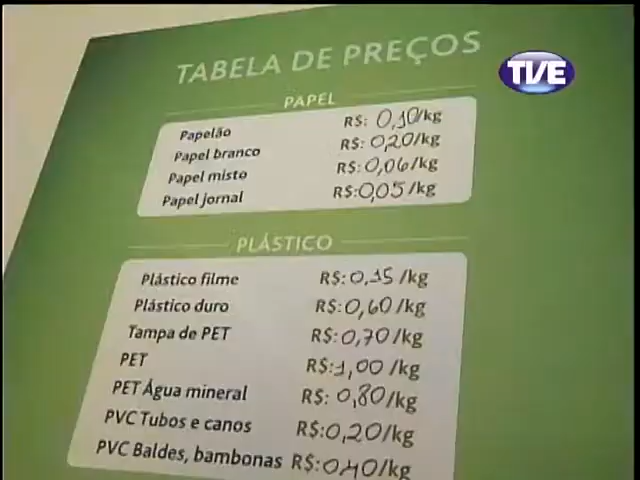 TABELA DE PREÇOS
TVE
PAPEL
Papelão R$: 0,10/kg
Papel branco R$: 0,20/kg
Papel misto R$: 0,06/kg
Papel jornal R$: 0,05/kg
PLÁSTICO
Plástico filme R$: 0,15/kg
Plástico duro R$: 0,60/kg
Tampa de PET R$: 0,70/kg
PET R$: 1,00/kg
PET Água mineral R$: 0,80/kg
PVC Tubos e canos R$: 0,20/kg
PVC Baldes, bambonas R$: 0,40/kg